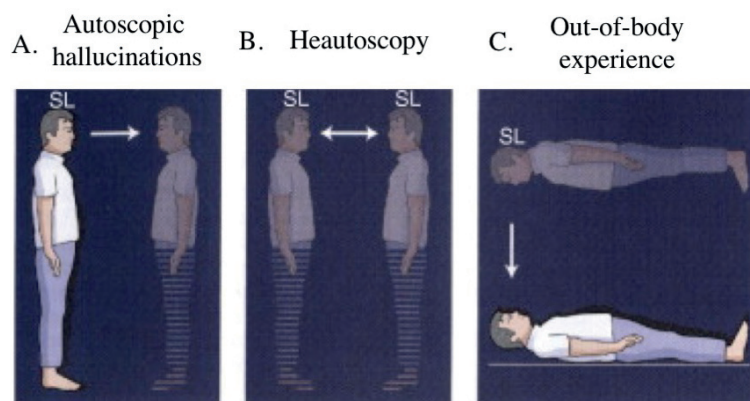 A. Autoscopic
hallucinations
B. Heautoscopy
C. Out-of-body
experience
SL
SL
SL
SL